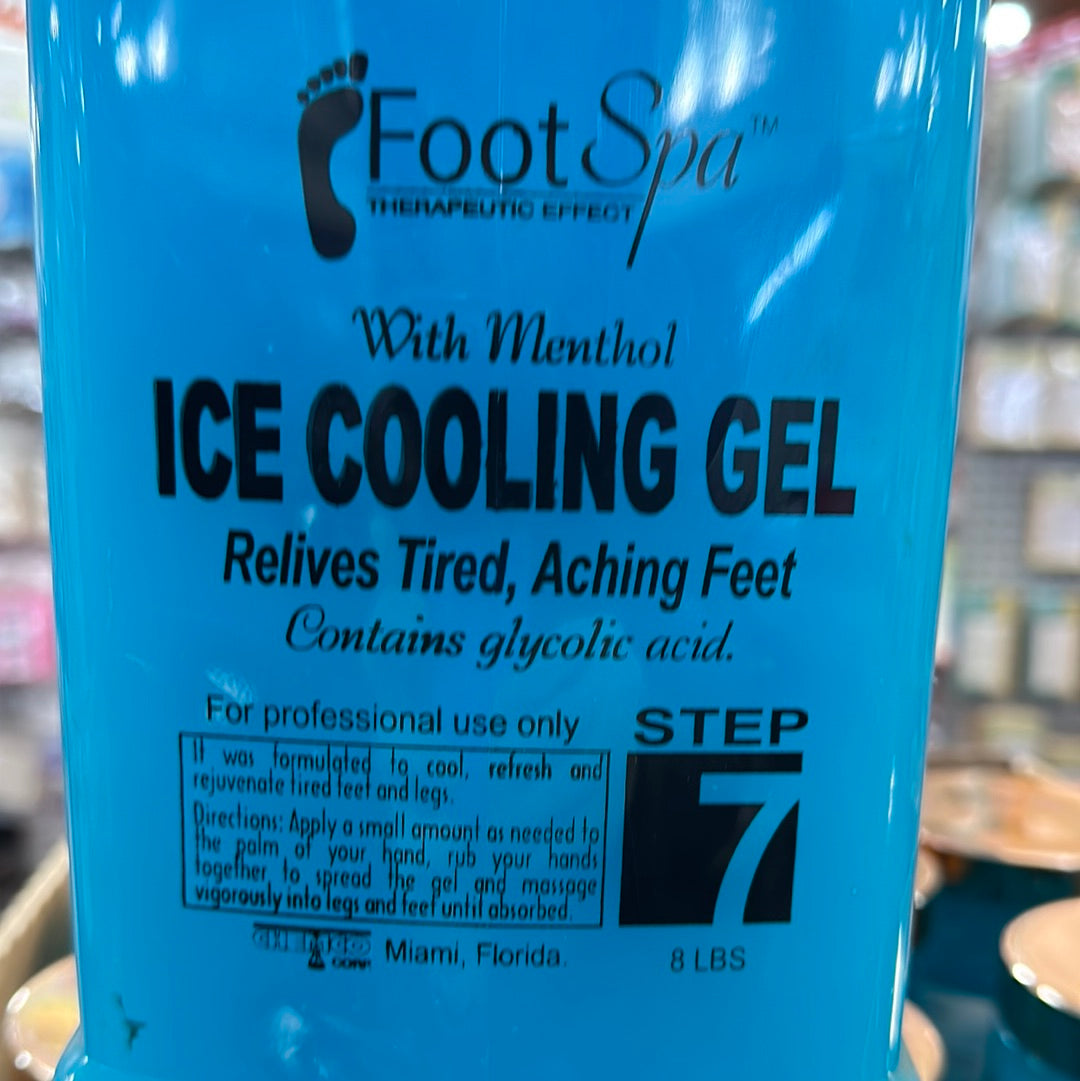 Foot Spa™
THERAPEUTIC EFFECT
With Menthol
ICE COOLING GEL
Relives Tired, Aching Feet
Contains glycolic acid.
For professional use only
It was formulated to cool, refresh and
rejuvenate tired feet and legs.
Directions: Apply a small amount as needed to
the palm of your hand, rub your hands
together to spread the gel and massage
vigorously into legs and feet until absorbed.
STEP
7
CHEMCO CORP. Miami, Florida.
8 LBS